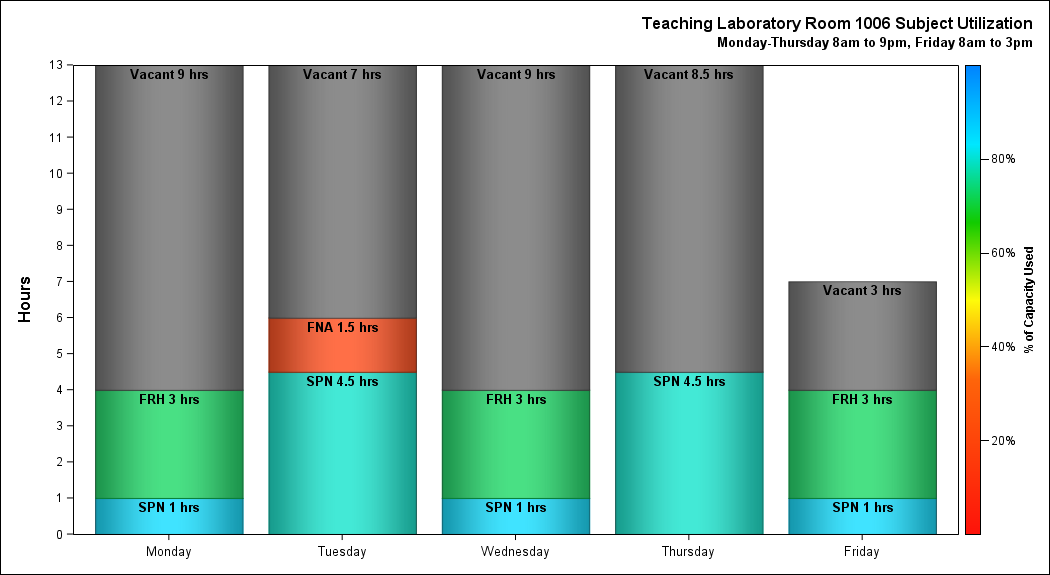 Teaching Laboratory Room 1006 Subject Utilization
Monday-Thursday 8am to 9pm, Friday 8am to 3pm
Hours
13
12
11
10
9
8
7
6
5
4
3
2
1
0
Vacant 9 hrs
FRH 3 hrs
SPN 1 hrs
Vacant 7 hrs
FNA 1.5 hrs
SPN 4.5 hrs
Vacant 9 hrs
FRH 3 hrs
SPN 1 hrs
Vacant 8.5 hrs
SPN 4.5 hrs
Vacant 3 hrs
FRH 3 hrs
SPN 1 hrs
Monday
Tuesday
Wednesday
Thursday
Friday
80%
60%
40%
20%
% of Capacity Used